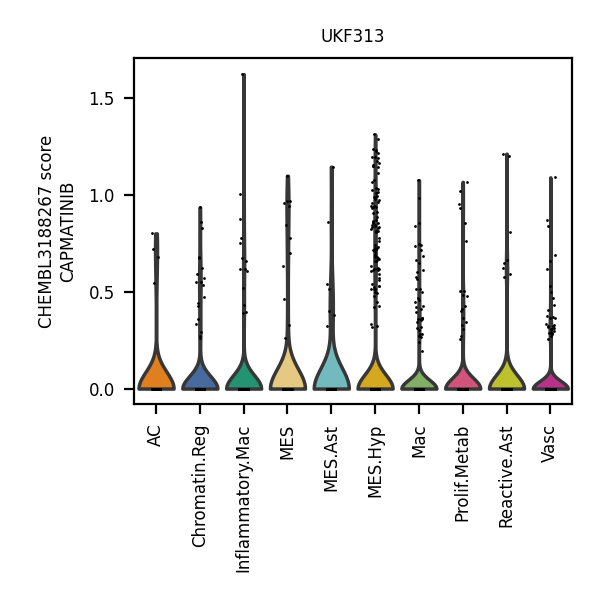 UKF313
CHEMBL3188267 score
CAPMATINIB
1.5
1.0
0.5
0.0
AC
Chromatin.Reg
Inflammatory.Mac
MES
MES.Ast
MES.Hyp
Mac
Prolif.Metab
Reactive.Ast
Vasc